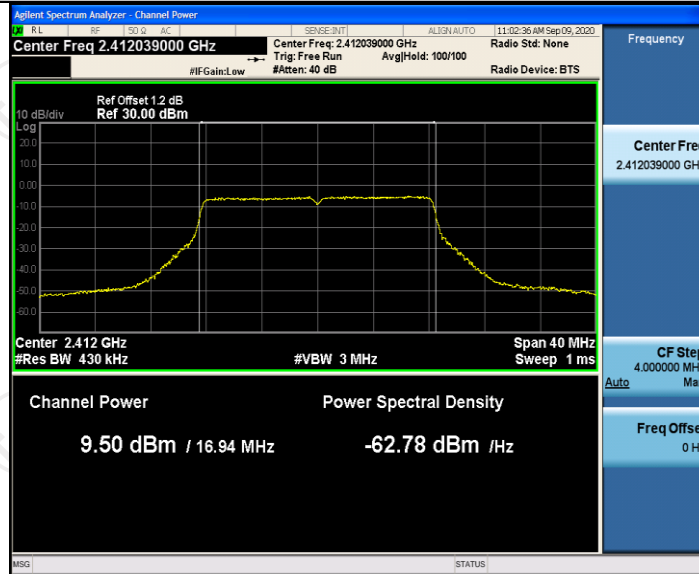 Agilent Spectrum Analyzer - Channel Power
RL RF 50 Ω AC SENSE:INT ALIGN AUTO 11:02:36 AM Sep 09, 2020
Center Freq 2.412039000 GHz
Center Freq: 2.412039000 GHz
Radio Std: None
Trig: Free Run Avg|Hold: 100/100
#IFGain:Low
#Atten: 40 dB
Radio Device: BTS
Frequency
Ref Offset 1.2 dB
10 dB/div Ref 30.00 dBm
Log
20.0
10.0
0.00
-10.0
-20.0
-30.0
-40.0
-50.0
-60.0
Center Fre
2.412039000 GH
Center 2.412 GHz Span 40 MHz
#Res BW 430 kHz #VBW 3 MHz Sweep 1 ms
CF Ste
4.000000 MH
Auto Ma
Channel Power Power Spectral Density
9.50 dBm / 16.94 MHz -62.78 dBm /Hz
Freq Offse
0 H
MSG STATUS